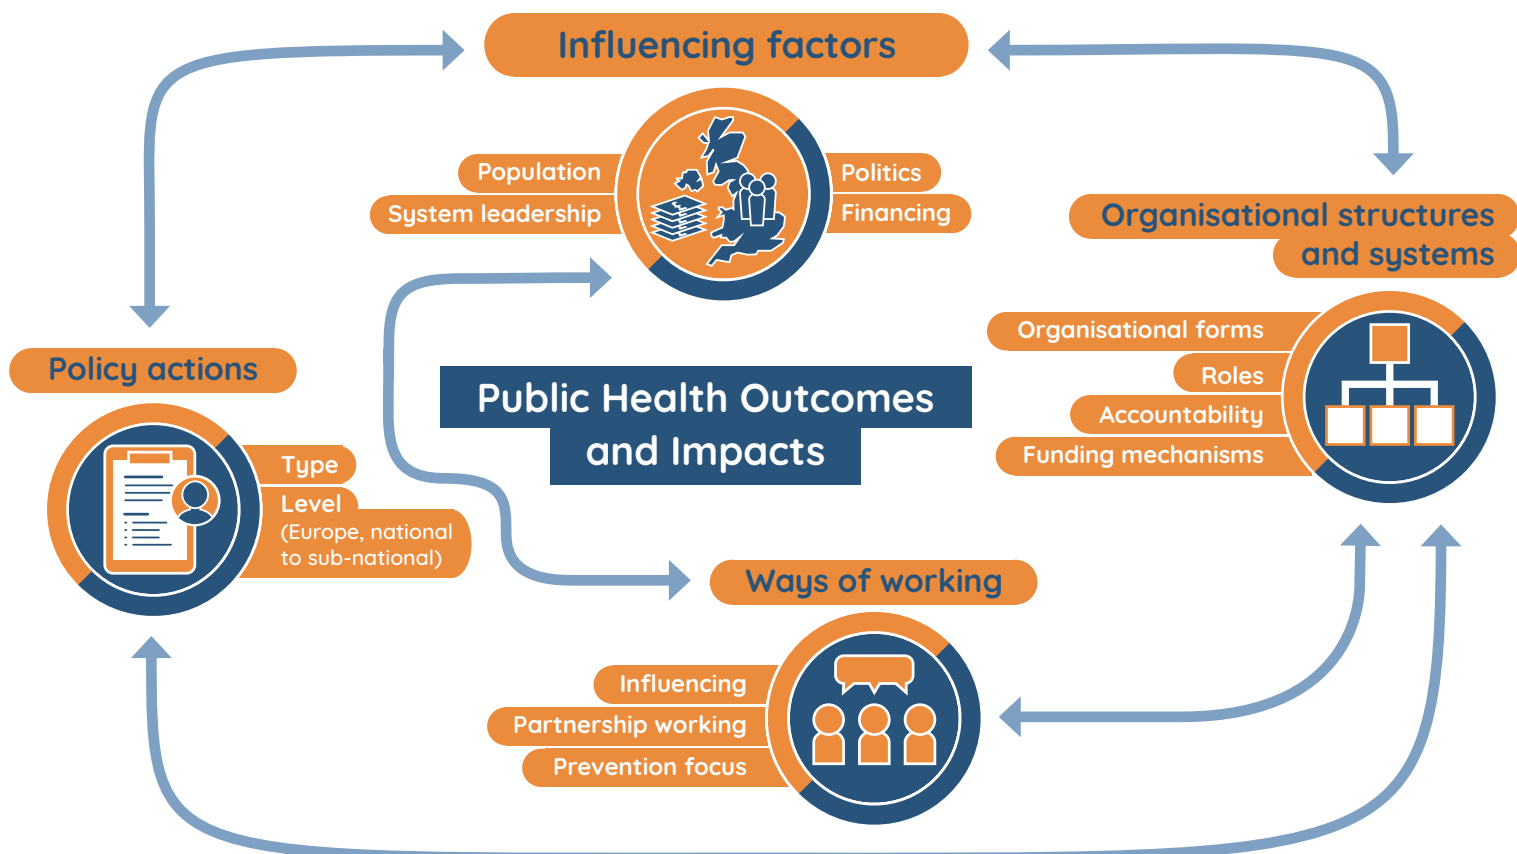 Influencing factors
Population
System leadership
Politics
Financing
Organisational structures
and systems
Organisational forms
Roles
Accountability
Funding mechanisms
Policy actions
Type
Level
(Europe, national
to sub-national)
Public Health Outcomes
and Impacts
Ways of working
Influencing
Partnership working
Prevention focus